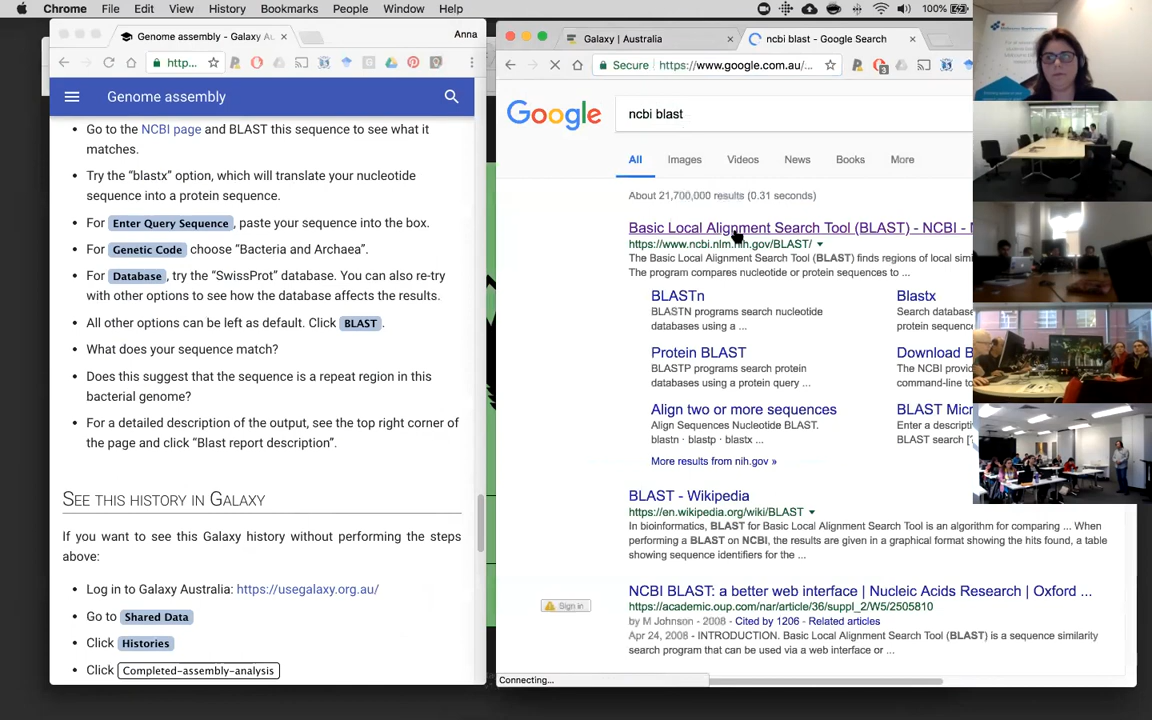 Chrome File Edit View History Bookmarks People Window Help 100%
Genome assembly - Galaxy Au
Anna
http...
Genome assembly
Go to the NCBI page and BLAST this sequence to see what it
matches.
Try the “blastx” option, which will translate your nucleotide
sequence into a protein sequence.
For Enter Query Sequence, paste your sequence into the box.
For Genetic Code choose “Bacteria and Archaea”.
For Database, try the “SwissProt” database. You can also re-try
with other options to see how the database affects the results.
All other options can be left as default. Click BLAST.
What does your sequence match?
Does this suggest that the sequence is a repeat region in this
bacterial genome?
For a detailed description of the output, see the top right corner of
the page and click “Blast report description”.
SEE THIS HISTORY IN GALAXY
If you want to see this Galaxy history without performing the steps
above:
Log in to Galaxy Australia: https://usegalaxy.org.au/
Go to Shared Data
Click Histories
Click Completed-assembly-analysis
Galaxy | Australia
ncbi blast - Google Search
Secure https://www.google.com.au/...
Google
ncbi blast
All Images Videos News Books More
About 21,700,000 results (0.31 seconds)
Basic Local Alignment Search Tool (BLAST) - NCBI -
https://www.ncbi.nlm.nih.gov/BLAST/
The Basic Local Alignment Search Tool (BLAST) finds regions of local
The program compares nucleotide or protein sequences to ...
BLASTn
BLASTN programs search nucleotide
databases using a ...
Blastx
Search
protein
Protein BLAST
BLASTP programs search protein
databases using a protein query ...
Download
The NCBI
command-line
Align two or more sequences
Align Sequences Nucleotide BLAST.
blastn · blastp · blastx ...
BLAST
Enter a
BLAST search
More results from nih.gov »
BLAST - Wikipedia
https://en.wikipedia.org/wiki/BLAST
In bioinformatics, BLAST for Basic Local Alignment Search Tool is an algorithm for comparing ... When
performing a BLAST on NCBI, the results are given in a graphical format showing the hits found, a table
showing sequence identifiers for the ...
NCBI BLAST: a better web interface | Nucleic Acids Research | Oxford ...
https://academic.oup.com/nar/article/36/suppl_2/W5/2505810
by M Johnson - 2008 - Cited by 1206 - Related articles
Apr 24, 2008 - INTRODUCTION. Basic Local Alignment Search Tool (BLAST) is a sequence similarity
search program that can be used via a web interface or ...
Sign in
Connecting...